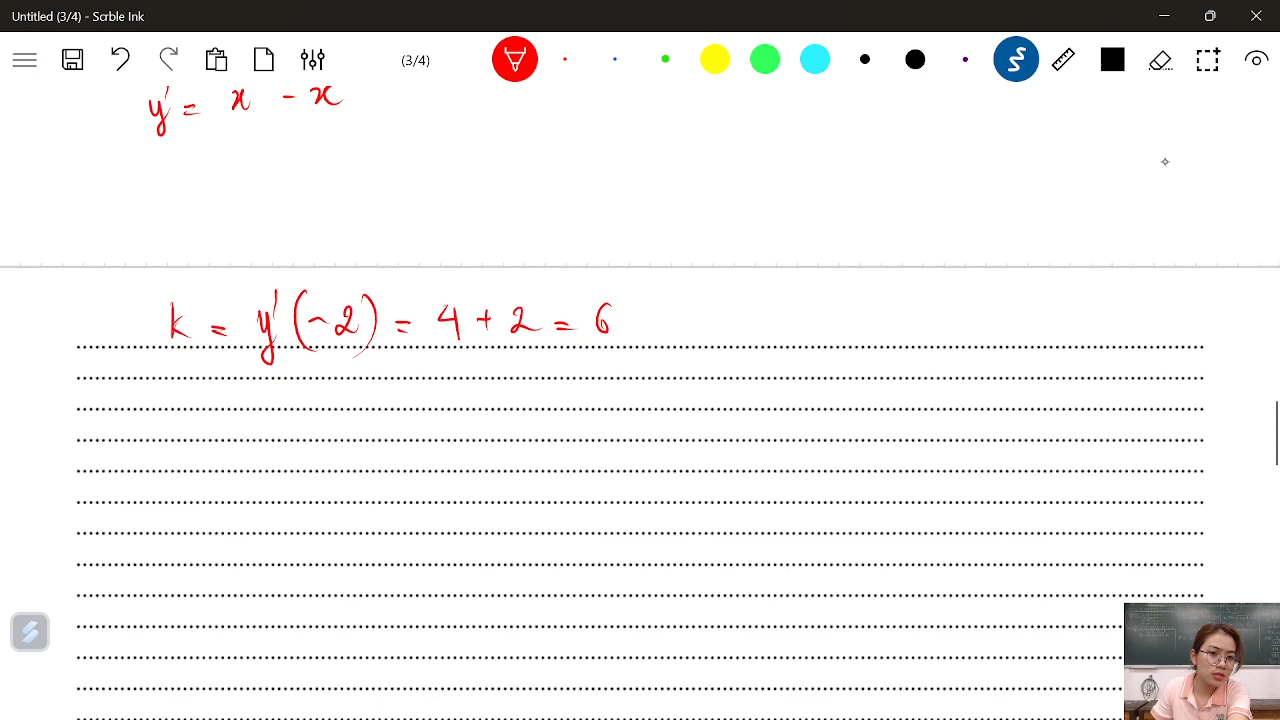 Untitled (3/4) - Scrble Ink
(3/4)
y' = x - x
k = y'(-2) = 4 + 2 = 6